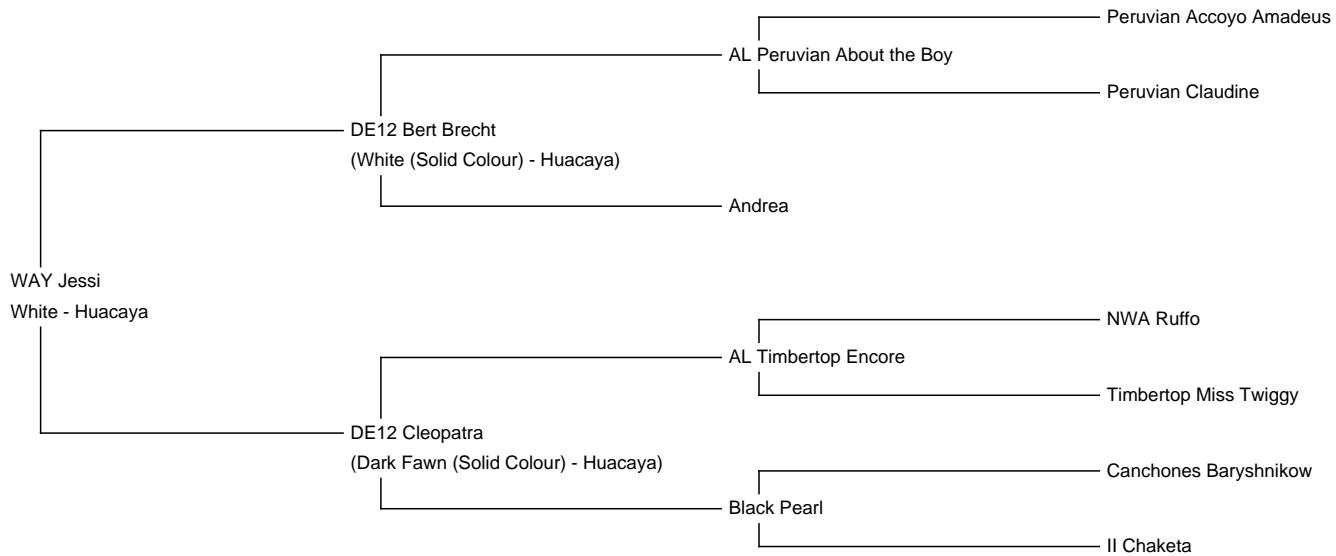 Peruvian Accoyo Amadeus
AL Peruvian About the Boy
Peruvian Claudine
DE12 Bert Brecht
(White (Solid Colour) - Huacaya)
Andrea
WAY Jessi
White - Huacaya
NWA Ruffo
AL Timbertop Encore
Timbertop Miss Twiggy
DE12 Cleopatra
(Dark Fawn (Solid Colour) - Huacaya)
Canchones Baryshnikow
Black Pearl
II Chaketa